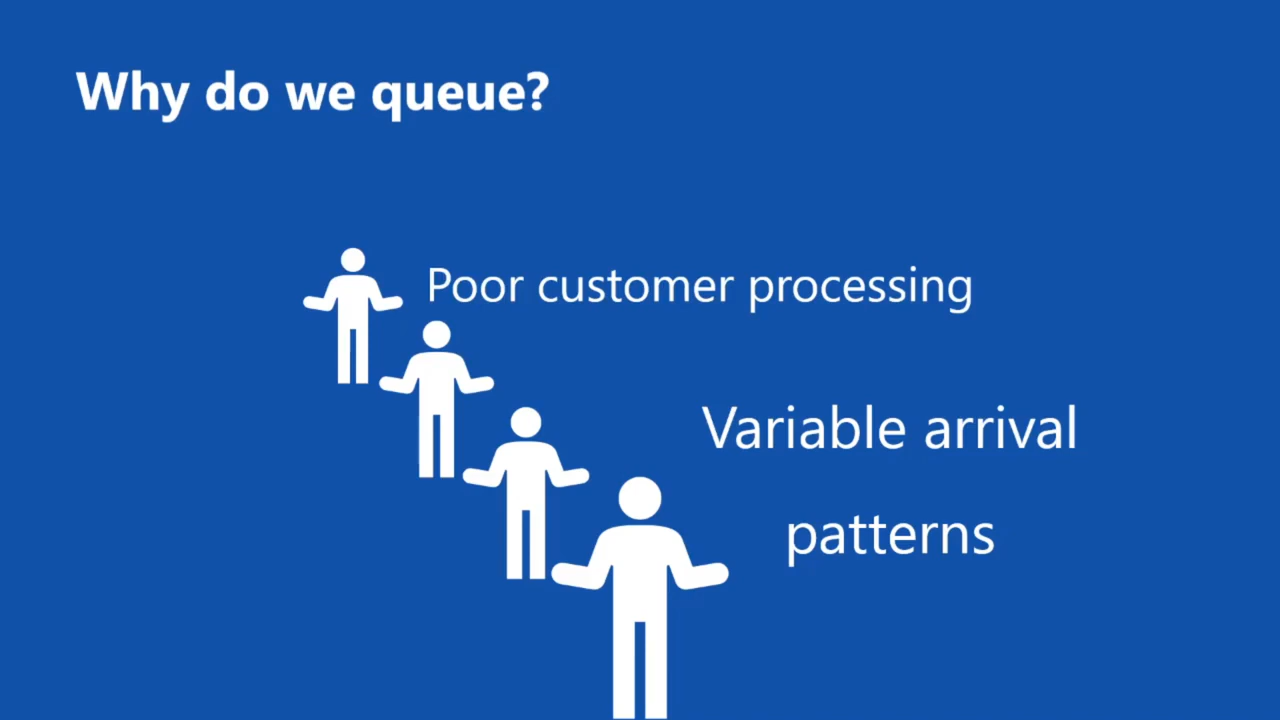 Why do we queue?
Poor customer processing
Variable arrival
patterns